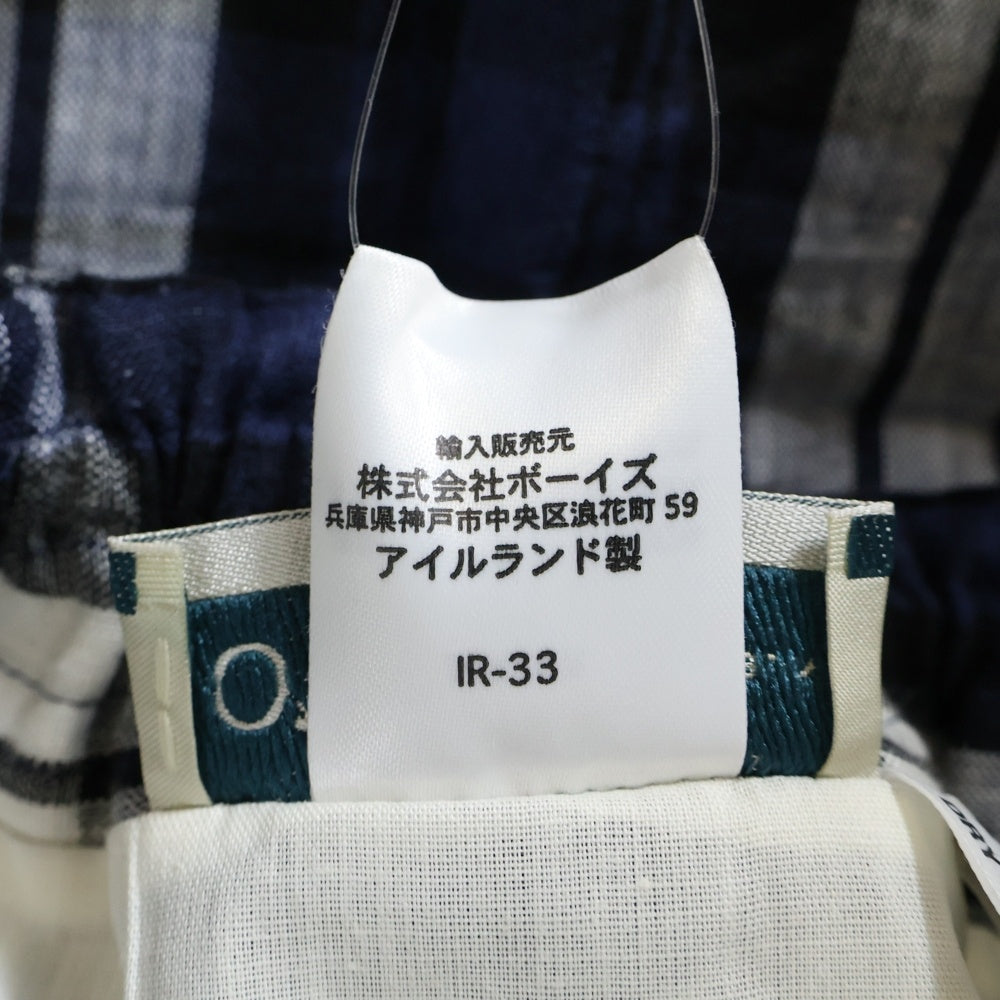 輸入販売元
株式会社ボーイズ
兵庫県神戸市中央区浪花町 59
アイルランド製
IR-33
DRY